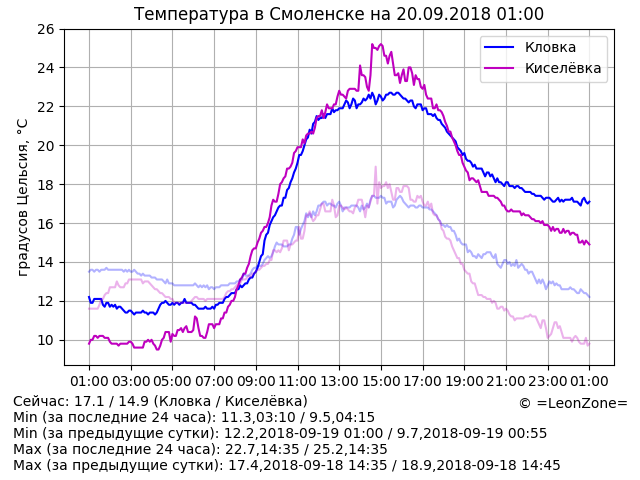 Температура в Смоленске на 20.09.2018 01:00
26
24
22
20
18
16
14
12
10
градусов Цельсия, °C
Кловка
Киселёвка
01:00 03:00 05:00 07:00 09:00 11:00 13:00 15:00 17:00 19:00 21:00 23:00 01:00
Сейчас: 17.1 / 14.9 (Кловка / Киселёвка)
© =LeonZone=
Min (за последние 24 часа): 11.3,03:10 / 9.5,04:15
Min (за предыдущие сутки): 12.2,2018-09-19 01:00 / 9.7,2018-09-19 00:55
Max (за последние 24 часа): 22.7,14:35 / 25.2,14:35
Max (за предыдущие сутки): 17.4,2018-09-18 14:35 / 18.9,2018-09-18 14:45